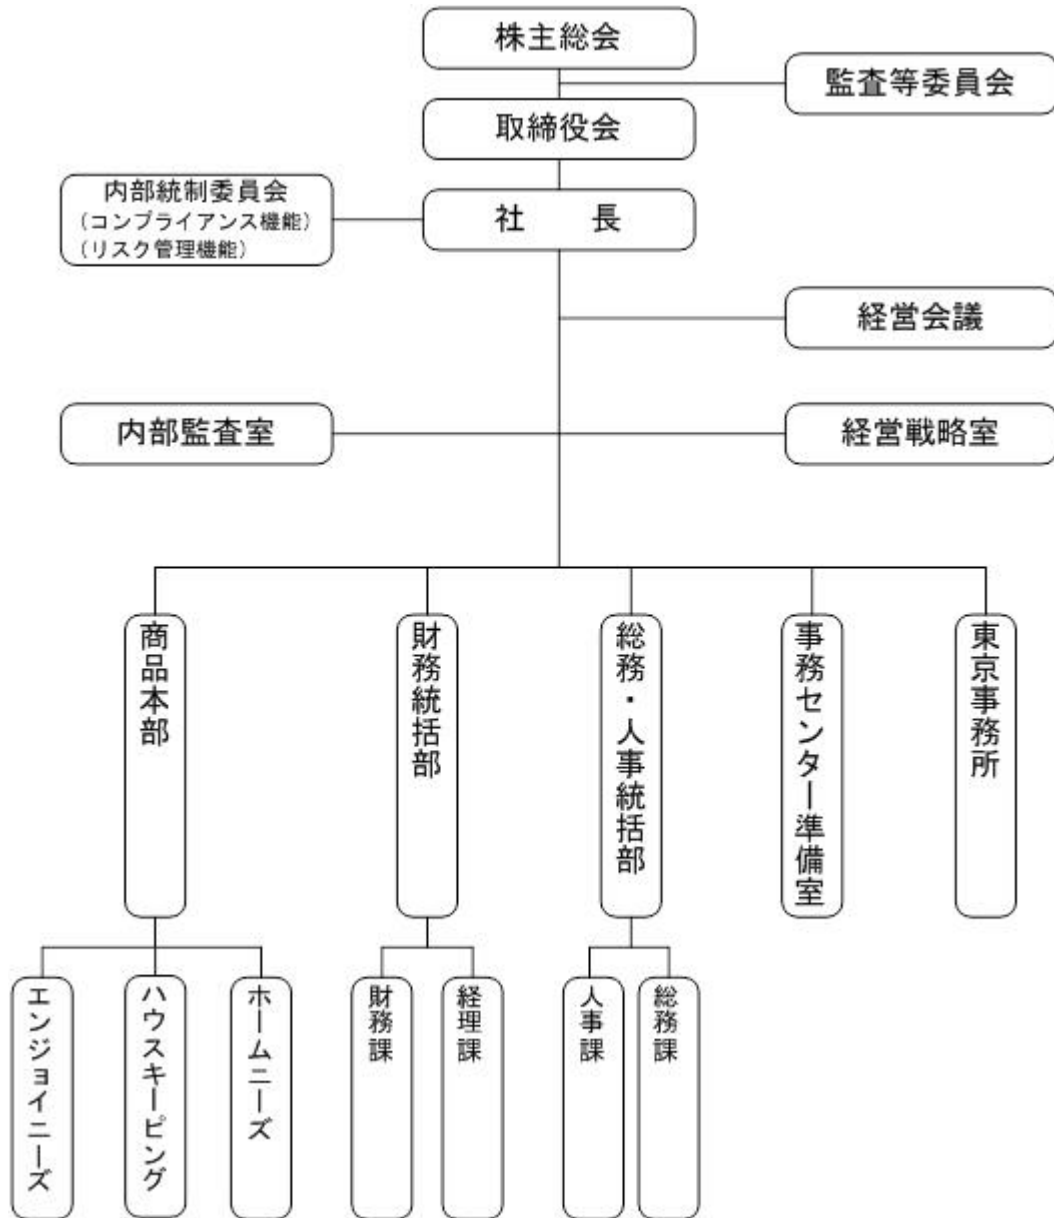 株主総会
監査等委員会
取締役会
内部統制委員会
（コンプライアンス機能）
（リスク管理機能）
社　長
経営会議
内部監査室
経営戦略室
商品本部
財務統括部
総務・人事統括部
事務センター準備室
東京事務所
エンジョイニーズ
ハウスキーピング
ホームニーズ
財務課
経理課
人事課
総務課